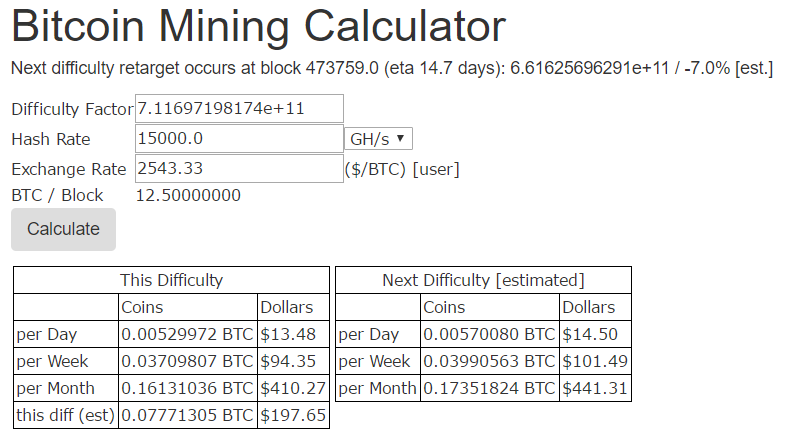 Bitcoin Mining Calculator
Next difficulty retarget occurs at block 473759.0 (eta 14.7 days): 6.61625696291e+11 / -7.0% [est.]
Difficulty Factor 7.11697198174e+11
Hash Rate 15000.0 GH/s ▼
Exchange Rate 2543.33 ($/BTC) [user]
BTC / Block 12.50000000
Calculate
This Difficulty
Coins Dollars
per Day 0.00529972 BTC $13.48
per Week 0.03709807 BTC $94.35
per Month 0.16131036 BTC $410.27
this diff (est) 0.07771305 BTC $197.65
Next Difficulty [estimated]
Coins Dollars
per Day 0.00570080 BTC $14.50
per Week 0.03990563 BTC $101.49
per Month 0.17351824 BTC $441.31